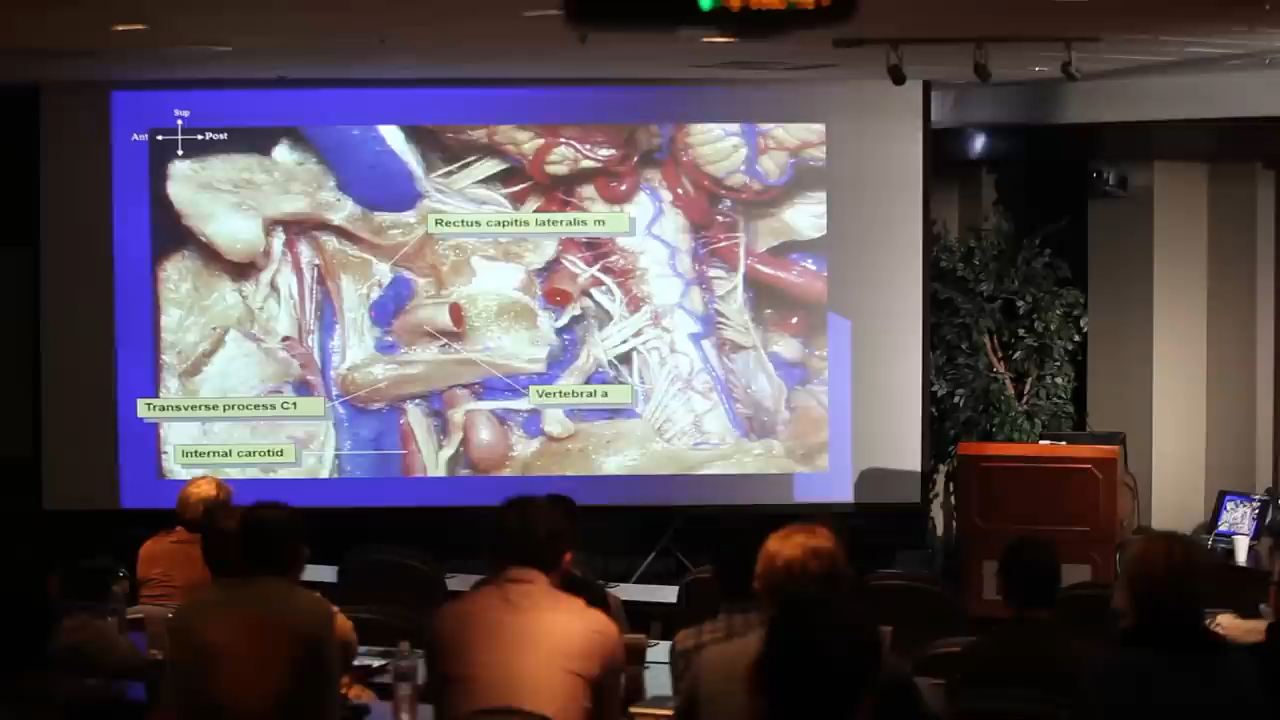 Sup
Ant Post
Rectus capitis lateralis m
Vertebral a
Transverse process C1
Internal carotid